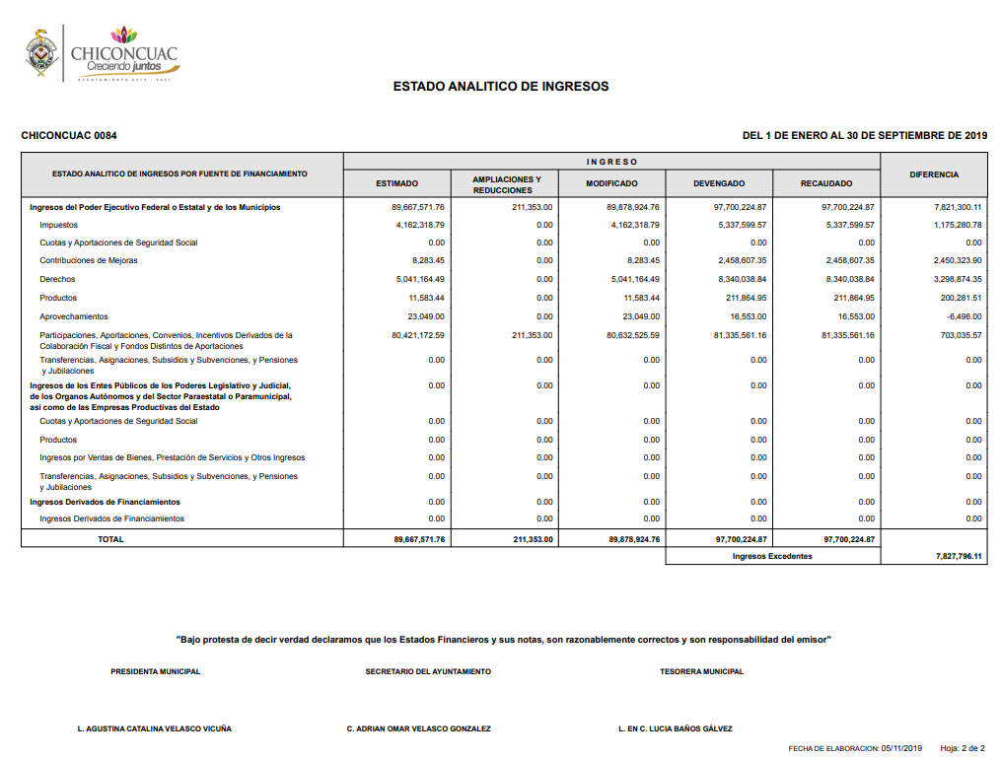 CHICONCUAC
Creciendo juntos
ESTADO ANALITICO DE INGRESOS
CHICONCUAC 0084 DEL 1 DE ENERO AL 30 DE SEPTIEMBRE DE 2019
ESTADO ANALITICO DE INGRESOS POR FUENTE DE FINANCIAMIENTO
I N G R E S O
ESTIMADO AMPLIACIONES Y REDUCCIONES MODIFICADO DEVENGADO RECAUDADO DIFERENCIA
Ingresos del Poder Ejecutivo Federal o Estatal y de los Municipios 89,667,571.76 211,353.00 89,878,924.76 97,700,224.87 97,700,224.87 7,821,300.11
Impuestos 4,162,318.79 0.00 4,162,318.79 5,337,599.57 5,337,599.57 1,175,280.78
Cuotas y Aportaciones de Seguridad Social 0.00 0.00 0.00 0.00 0.00 0.00
Contribuciones de Mejoras 8,283.45 0.00 8,283.45 2,458,607.35 2,458,607.35 2,450,323.90
Derechos 5,041,164.49 0.00 5,041,164.49 8,340,038.84 8,340,038.84 3,298,874.35
Productos 11,583.44 0.00 11,583.44 211,864.95 211,864.95 200,281.51
Aprovechamientos 23,049.00 0.00 23,049.00 16,553.00 16,553.00 -6,496.00
Participaciones, Aportaciones, Convenios, Incentivos Derivados de la 80,421,172.59 211,353.00 80,632,525.59 81,335,561.16 81,335,561.16 703,035.57
Colaboración Fiscal y Fondos Distintos de Aportaciones
Transferencias, Asignaciones, Subsidios y Subvenciones, y Pensiones 0.00 0.00 0.00 0.00 0.00 0.00
y Jubilaciones
Ingresos de los Entes Públicos de los Poderes Legislativo y Judicial, 0.00 0.00 0.00 0.00 0.00 0.00
de los Organos Autónomos y del Sector Paraestatal o Paramunicipal,
asi como de las Empresas Productivas del Estado
Cuotas y Aportaciones de Seguridad Social 0.00 0.00 0.00 0.00 0.00 0.00
Productos 0.00 0.00 0.00 0.00 0.00 0.00
Ingresos por Ventas de Bienes, Prestación de Servicios y Otros Ingresos 0.00 0.00 0.00 0.00 0.00 0.00
Transferencias, Asignaciones, Subsidios y Subvenciones, y Pensiones 0.00 0.00 0.00 0.00 0.00 0.00
y Jubilaciones
Ingresos Derivados de Financiamientos 0.00 0.00 0.00 0.00 0.00 0.00
Ingresos Derivados de Financiamientos 0.00 0.00 0.00 0.00 0.00 0.00
TOTAL 89,667,571.76 211,353.00 89,878,924.76 97,700,224.87 97,700,224.87
Ingresos Excedentes 7,827,796.11
"Bajo protesta de decir verdad declaramos que los Estados Financieros y sus notas, son razonablemente correctos y son responsabilidad del emisor"
PRESIDENTA MUNICIPAL SECRETARIO DEL AYUNTAMIENTO TESORERA MUNICIPAL
L. AGUSTINA CATALINA VELASCO VICUÑA C. ADRIAN OMAR VELASCO GONZALEZ L. EN C. LUCIA BAÑOS GÁLVEZ
FECHA DE ELABORACION: 05/11/2019 Hoja: 2 de 2